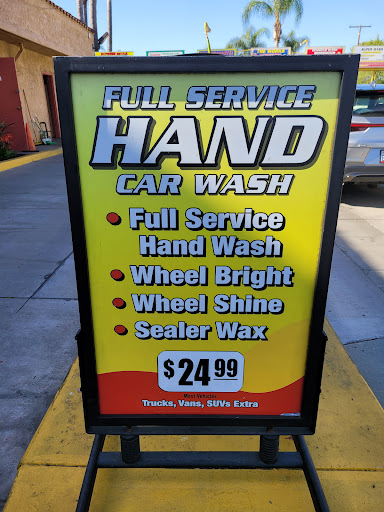 FULL SERVICE
HAND
CAR WASH
• Full Service
Hand Wash
• Wheel Bright
• Wheel Shine
• Sealer Wax
$24.99
Most Vehicles
Trucks, Vans, SUVs Extra